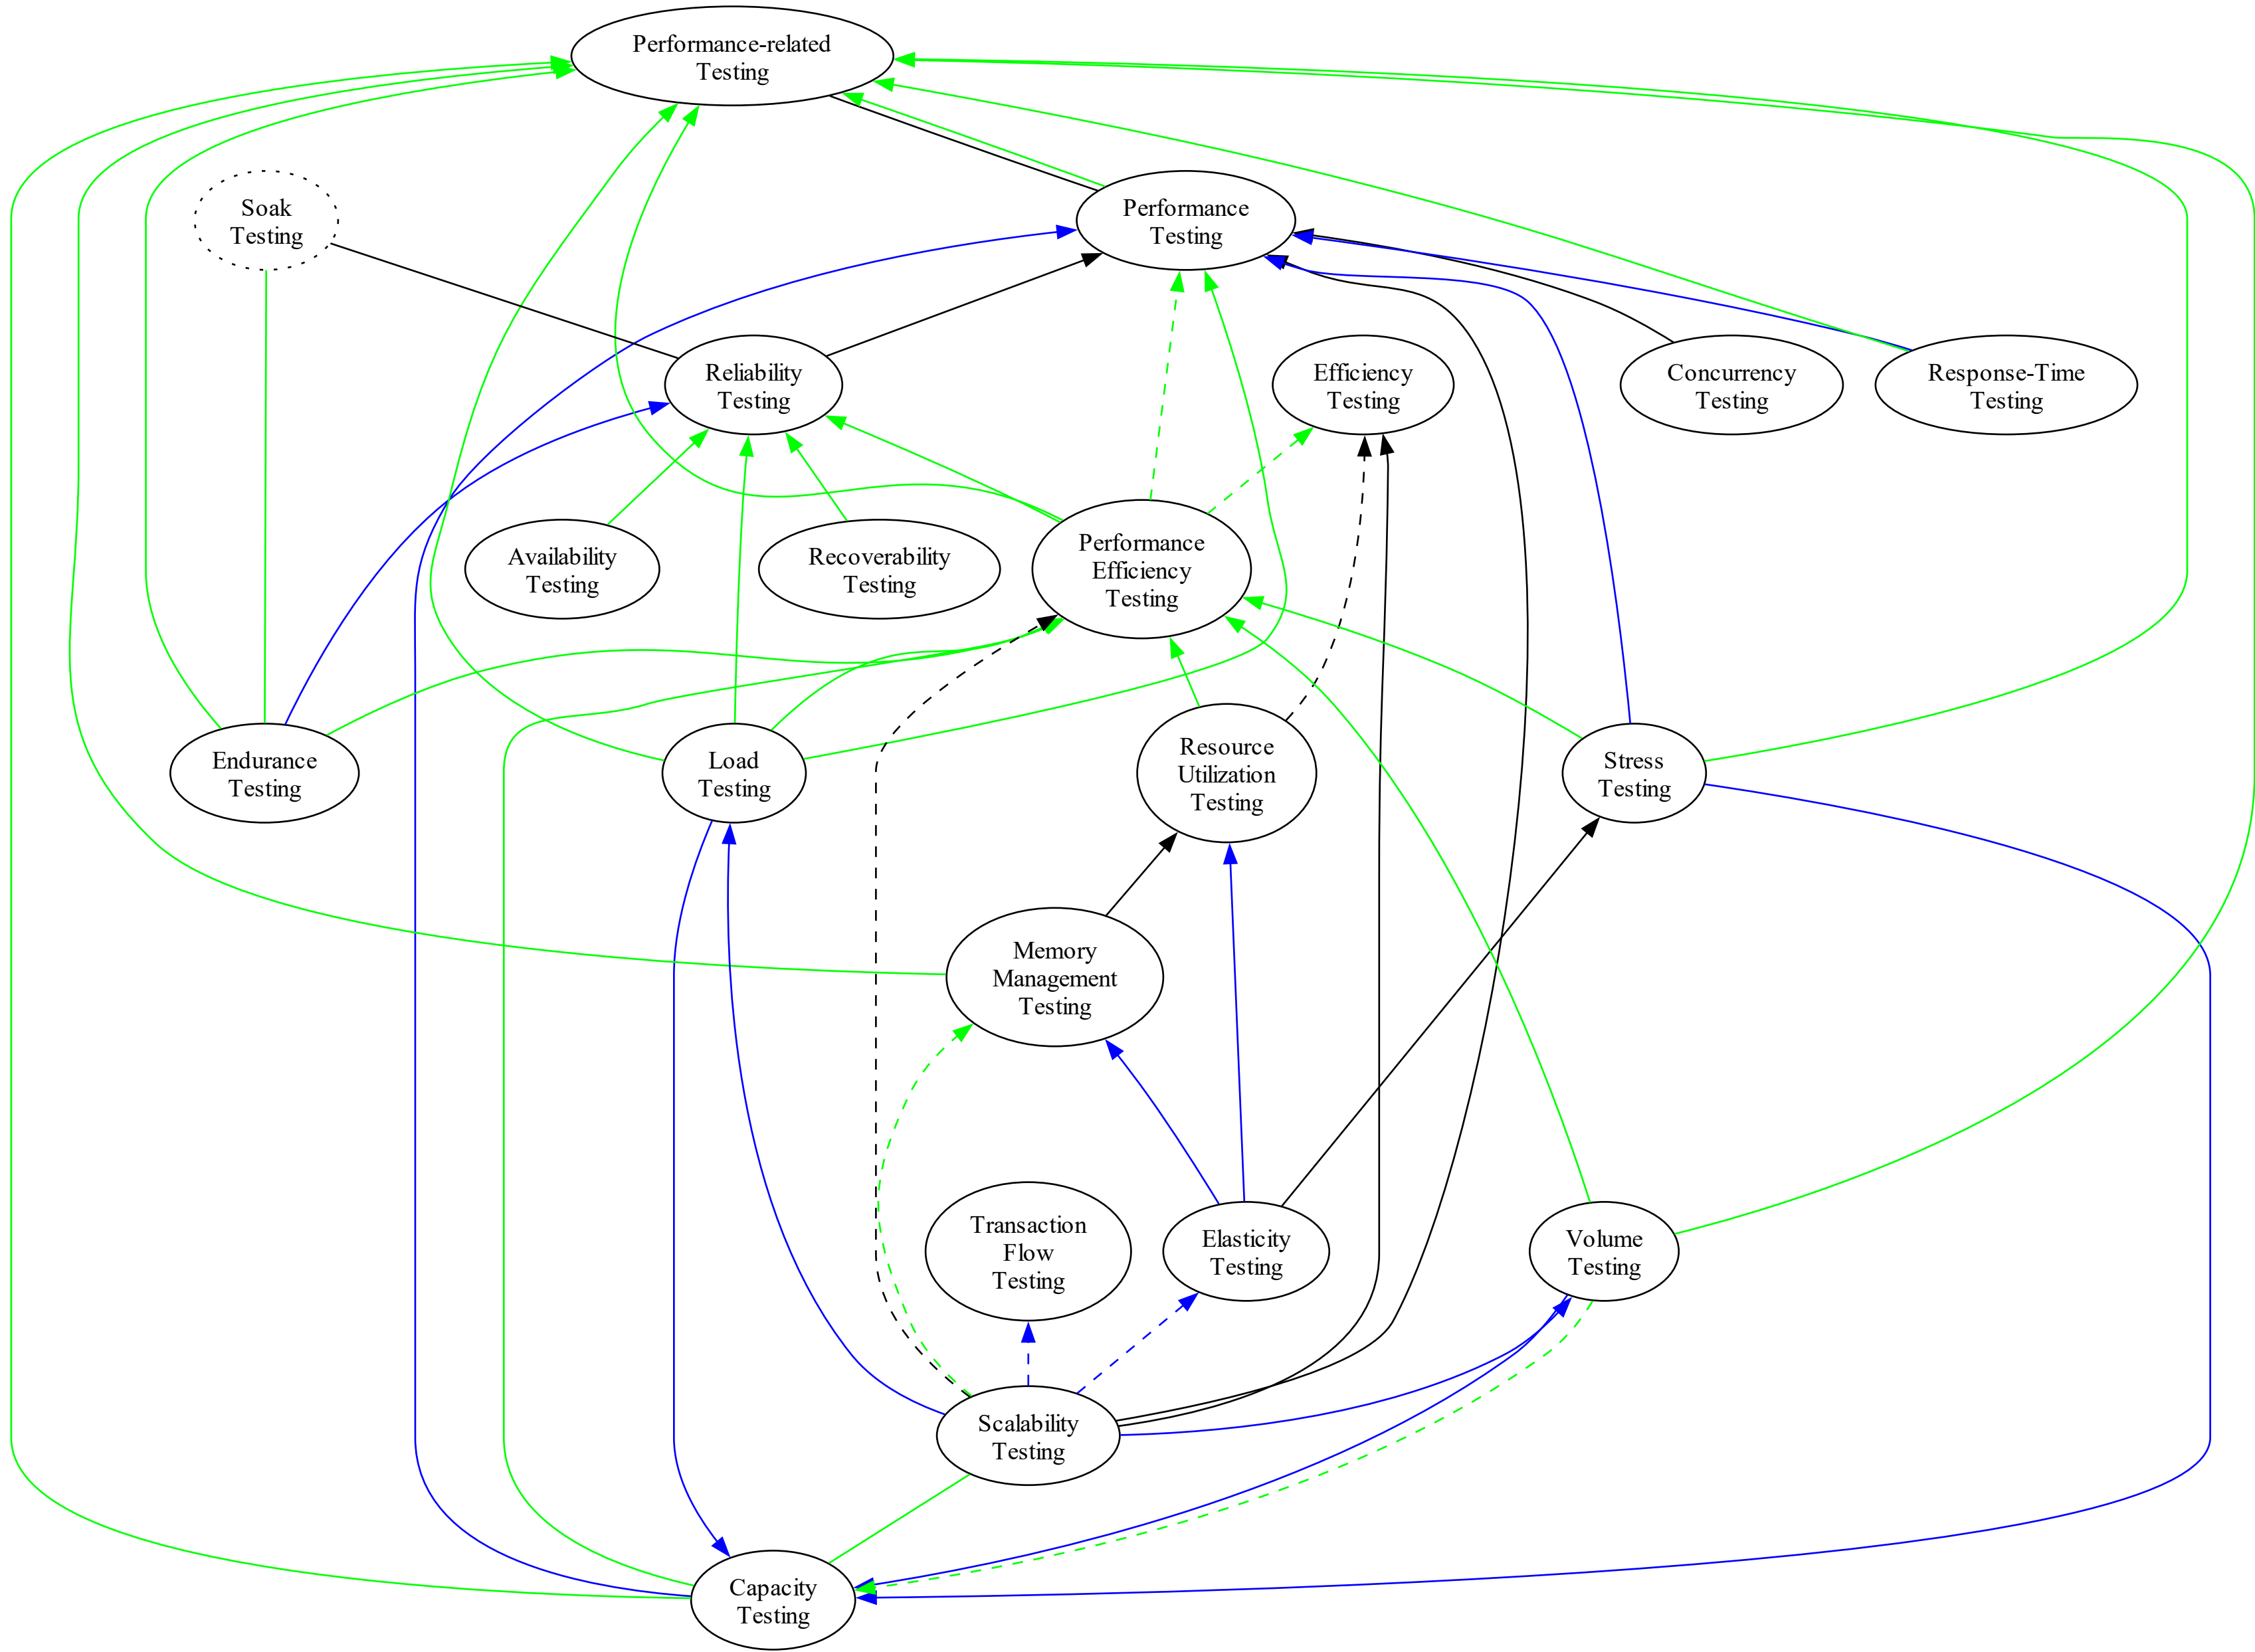 Performance-related
Testing
Soak
Testing
Performance
Testing
Reliability
Testing
Efficiency
Testing
Concurrency
Testing
Response-Time
Testing
Availability
Testing
Recoverability
Testing
Performance
Efficiency
Testing
Endurance
Testing
Load
Testing
Resource
Utilization
Testing
Stress
Testing
Memory
Management
Testing
Transaction
Flow
Testing
Elasticity
Testing
Volume
Testing
Scalability
Testing
Capacity
Testing